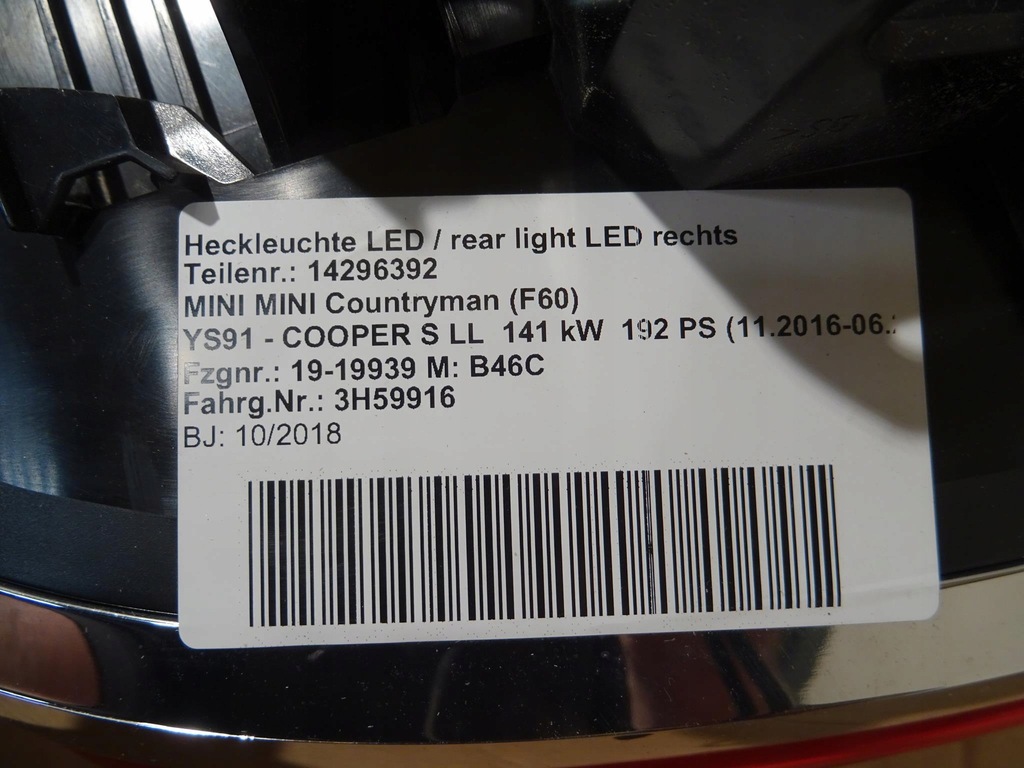 Heckleuchte LED / rear light LED rechts
Teilenr.: 14296392
MINI MINI Countryman (F60)
YS91 - COOPER S LL 141 kW 192 PS (11.2016-06.
Fzgnr.: 19-19939 M: B46C
Fahrg.Nr.: 3H59916
BJ: 10/2018